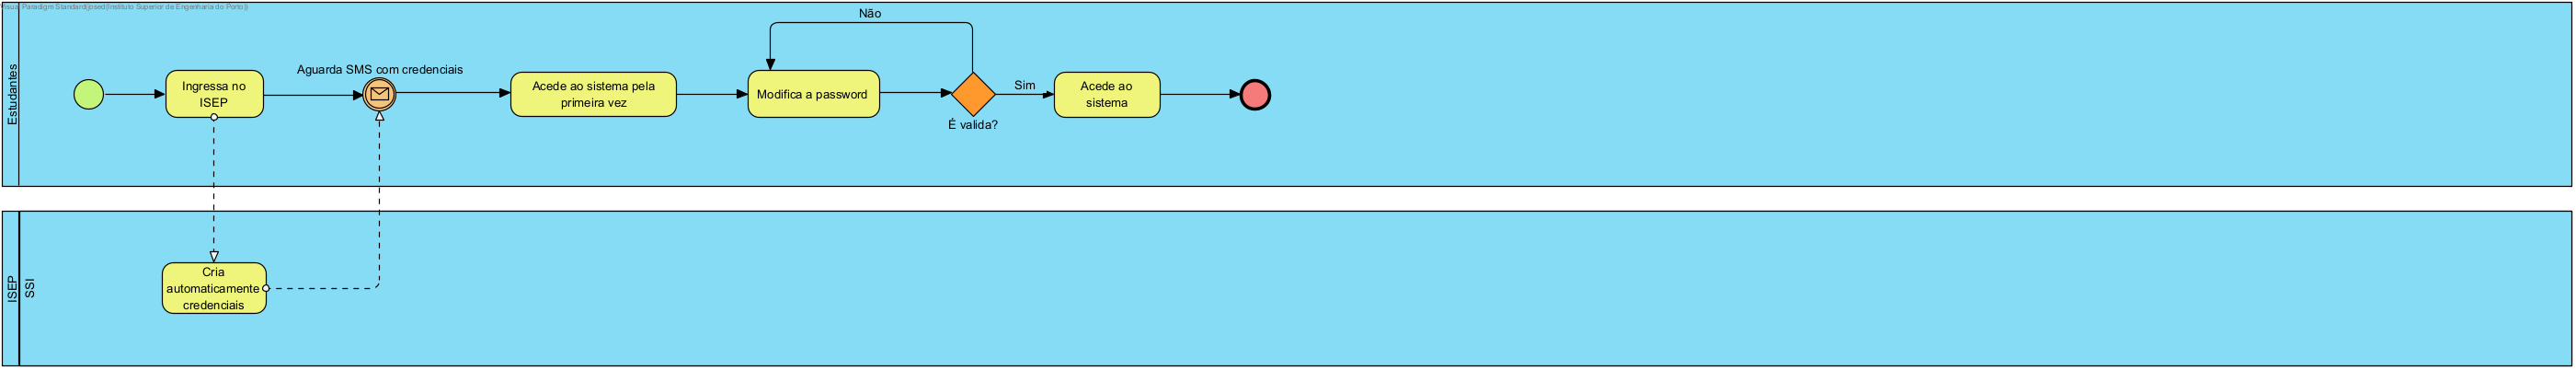 Visual Paradigm Standard(josed(Instituto Superior de Engenharia do Porto))
Não
Estudantes
Ingressa no
ISEP
Aguarda SMS com credenciais
Acede ao sistema pela
primeira vez
Modifica a password
É valida?
Sim
Acede ao
sistema
ISEP
SSI
Cria
automaticamente
credenciais